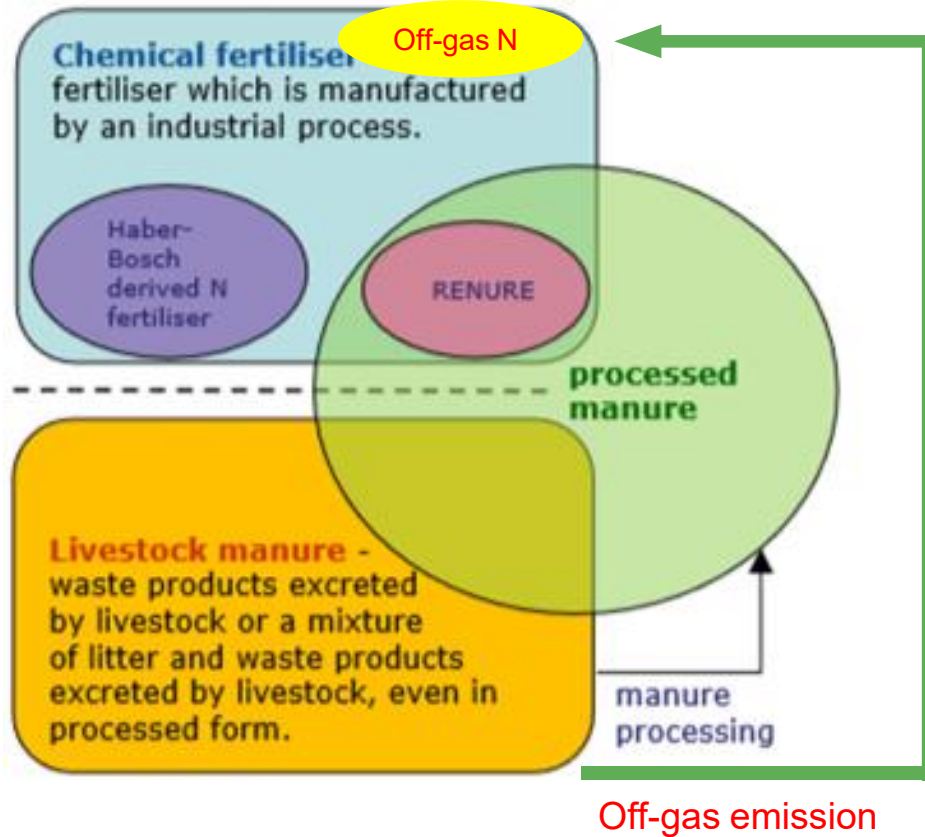 Off-gas N
Chemical fertiliser
fertiliser which is manufactured
by an industrial process.
Haber-
Bosch
derived N
fertiliser
RENURE
processed
manure
Livestock manure -
waste products excreted
by livestock or a mixture
of litter and waste products
excreted by livestock, even in
processed form.
manure
processing
Off-gas emission